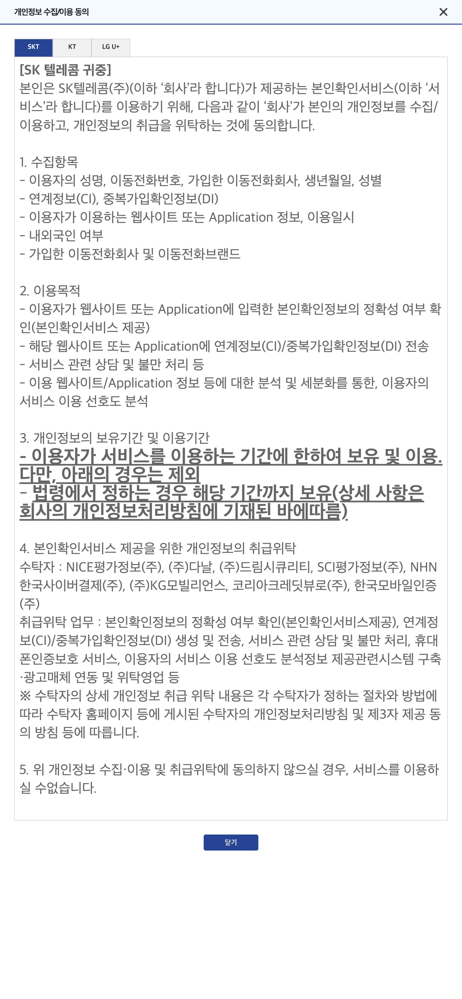 개인정보 수집/이용 동의
SKT
KT
LG U+
[SK 텔레콤 귀중]
본인은 SK텔레콤(주)(이하 ‘회사’라 합니다)가 제공하는 본인확인서비스(이하 ‘서
비스’라 합니다)를 이용하기 위해, 다음과 같이 ‘회사’가 본인의 개인정보를 수집/
이용하고, 개인정보의 취급을 위탁하는 것에 동의합니다.
1. 수집항목
- 이용자의 성명, 이동전화번호, 가입한 이동전화회사, 생년월일, 성별
- 연계정보(CI), 중복가입확인정보(DI)
- 이용자가 이용하는 웹사이트 또는 Application 정보, 이용일시
- 내외국인 여부
- 가입한 이동전화회사 및 이동전화브랜드
2. 이용목적
- 이용자가 웹사이트 또는 Application에 입력한 본인확인정보의 정확성 여부 확
인(본인확인서비스 제공)
- 해당 웹사이트 또는 Application에 연계정보(CI)/중복가입확인정보(DI) 전송
- 서비스 관련 상담 및 불만 처리 등
- 이용 웹사이트/Application 정보 등에 대한 분석 및 세분화를 통한, 이용자의
서비스 이용 선호도 분석
3. 개인정보의 보유기간 및 이용기간
- 이용자가 서비스를 이용하는 기간에 한하여 보유 및 이용.
다만, 아래의 경우는 제외
- 법령에서 정하는 경우 해당 기간까지 보유(상세 사항은
회사의 개인정보처리방침에 기재된 바에따름)
4. 본인확인서비스 제공을 위한 개인정보의 취급위탁
수탁자 : NICE평가정보(주), (주)다날, (주)드림시큐리티, SCI평가정보(주), NHN
한국사이버결제(주), (주)KG모빌리언스, 코리아크레딧뷰로(주), 한국모바일인증
(주)
취급위탁 업무 : 본인확인정보의 정확성 여부 확인(본인확인서비스제공), 연계정
보(CI)/중복가입확인정보(DI) 생성 및 전송, 서비스 관련 상담 및 불만 처리, 휴대
폰인증보호 서비스, 이용자의 서비스 이용 선호도 분석정보 제공관련시스템 구축
·광고매체 연동 및 위탁영업 등
※ 수탁자의 상세 개인정보 취급 위탁 내용은 각 수탁자가 정하는 절차와 방법에
따라 수탁자 홈페이지 등에 게시된 수탁자의 개인정보처리방침 및 제3자 제공 동
의 방침 등에 따릅니다.
5. 위 개인정보 수집·이용 및 취급위탁에 동의하지 않으실 경우, 서비스를 이용하
실 수없습니다.
닫기